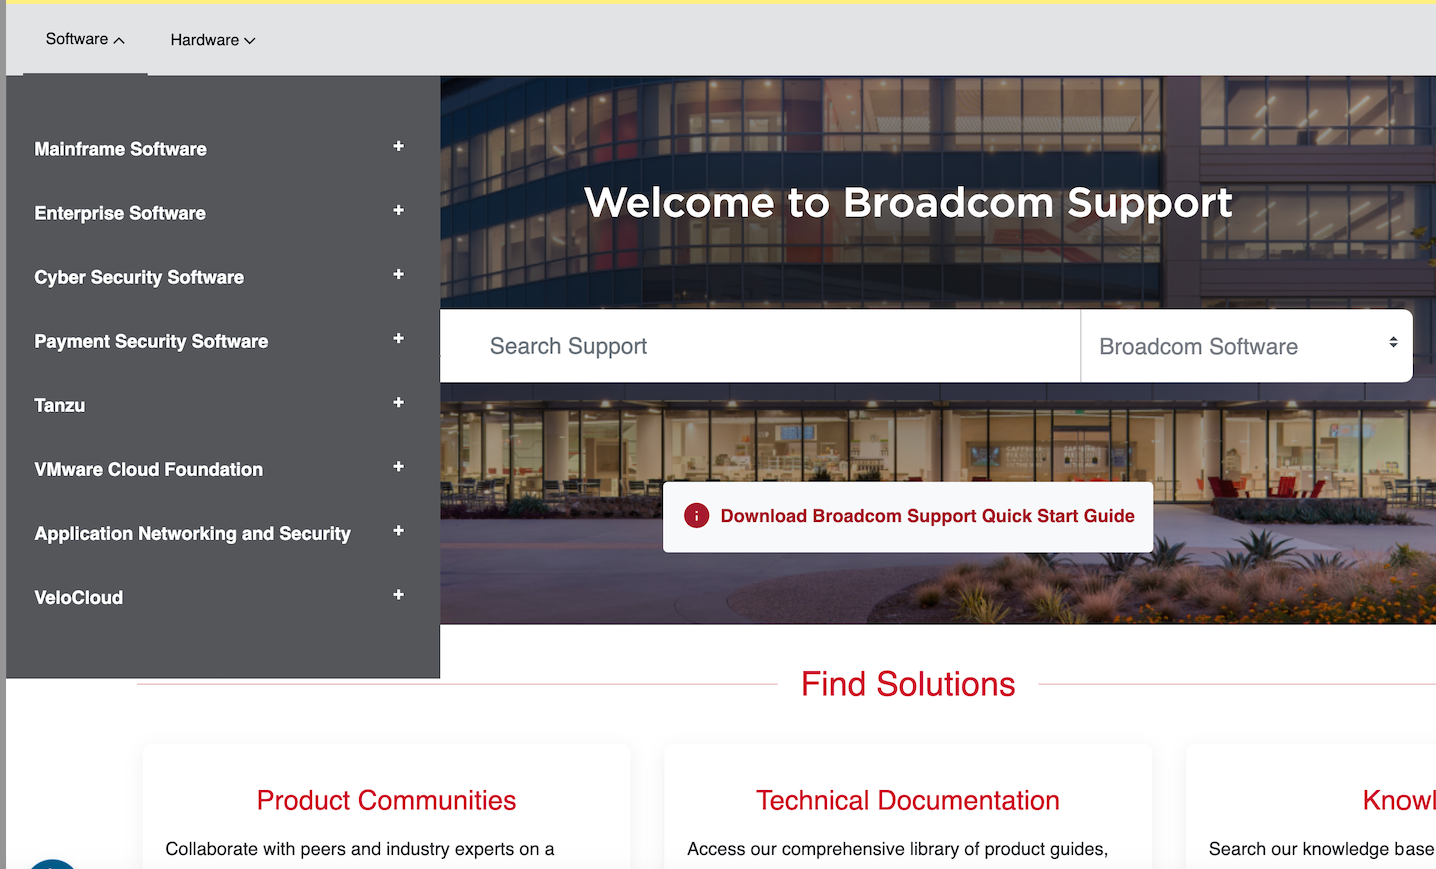 Software
Hardware
Mainframe Software +
Enterprise Software +
Cyber Security Software +
Payment Security Software +
Tanzu +
VMware Cloud Foundation +
Application Networking and Security +
VeloCloud +
Welcome to Broadcom Support
Search Support
Broadcom Software
Download Broadcom Support Quick Start Guide
Find Solutions
Product Communities
Collaborate with peers and industry experts on a
Technical Documentation
Access our comprehensive library of product guides,
Knowl
Search our knowledge base